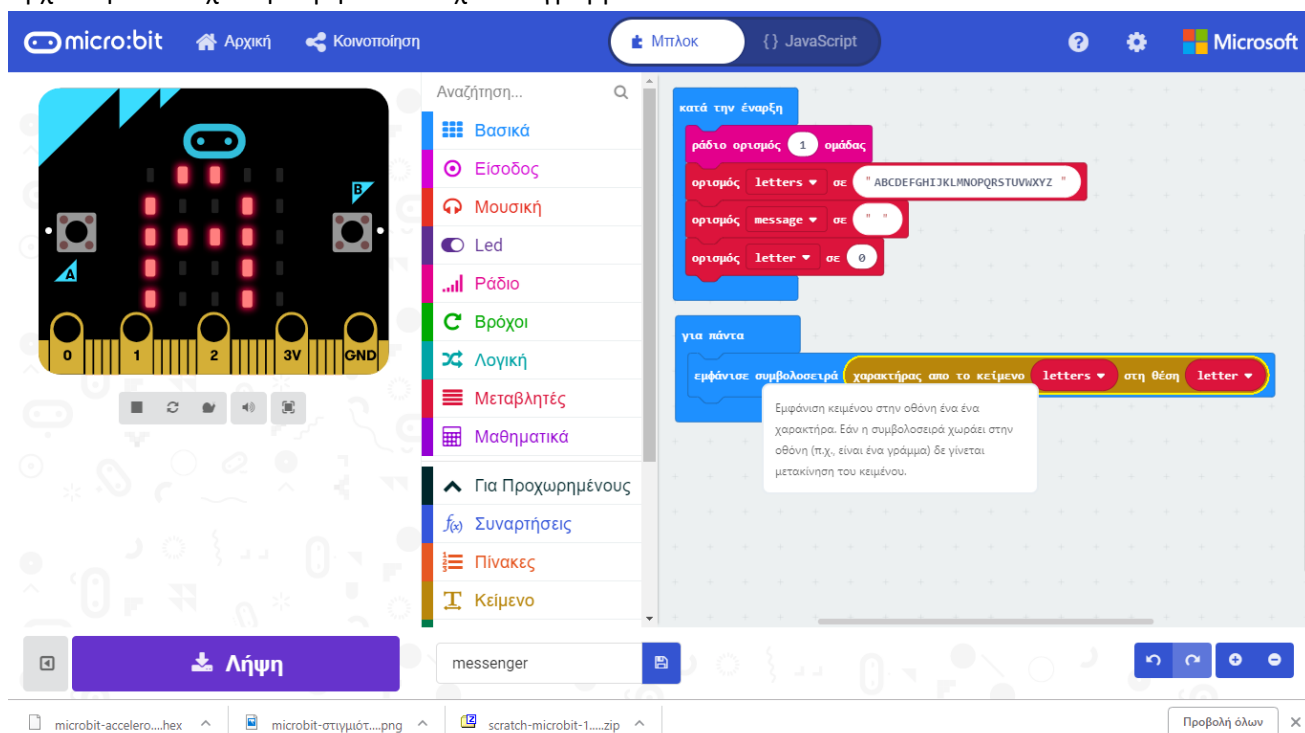 micro:bit Αρχική Κοινοποίηση Μπλοκ {} JavaScript ? Microsoft
Αναζήτηση...
Βασικά
Είσοδος
Μουσική
Led
Ράδιο
Βρόχοι
Λογική
Μεταβλητές
Μαθηματικά
Για Προχωρημένους
f(x) Συναρτήσεις
Πίνακες
Κείμενο
B
A
0 1 2 3V GND
κατά την έναρξη
ράδιο ορισμός 1 ομάδας
ορισμός letters σε "ABCDEFGHIJKLMNOPQRSTUVWXYZ "
ορισμός message σε " "
ορισμός letter σε 0
για πάντα
εμφάνισε συμβολοσειρά χαρακτήρας απο το κείμενο letters στη θέση letter
Εμφάνιση κειμένου στην οθόνη ένα ένα
χαρακτήρα. Εάν η συμβολοσειρά χωράει στην
οθόνη (π.χ., είναι ένα γράμμα) δε γίνεται
μετακίνηση του κειμένου.
Λήψη
messenger
microbit-accelero....hex microbit-στιγμιότ....png scratch-microbit-1.....zip Προβολή όλων